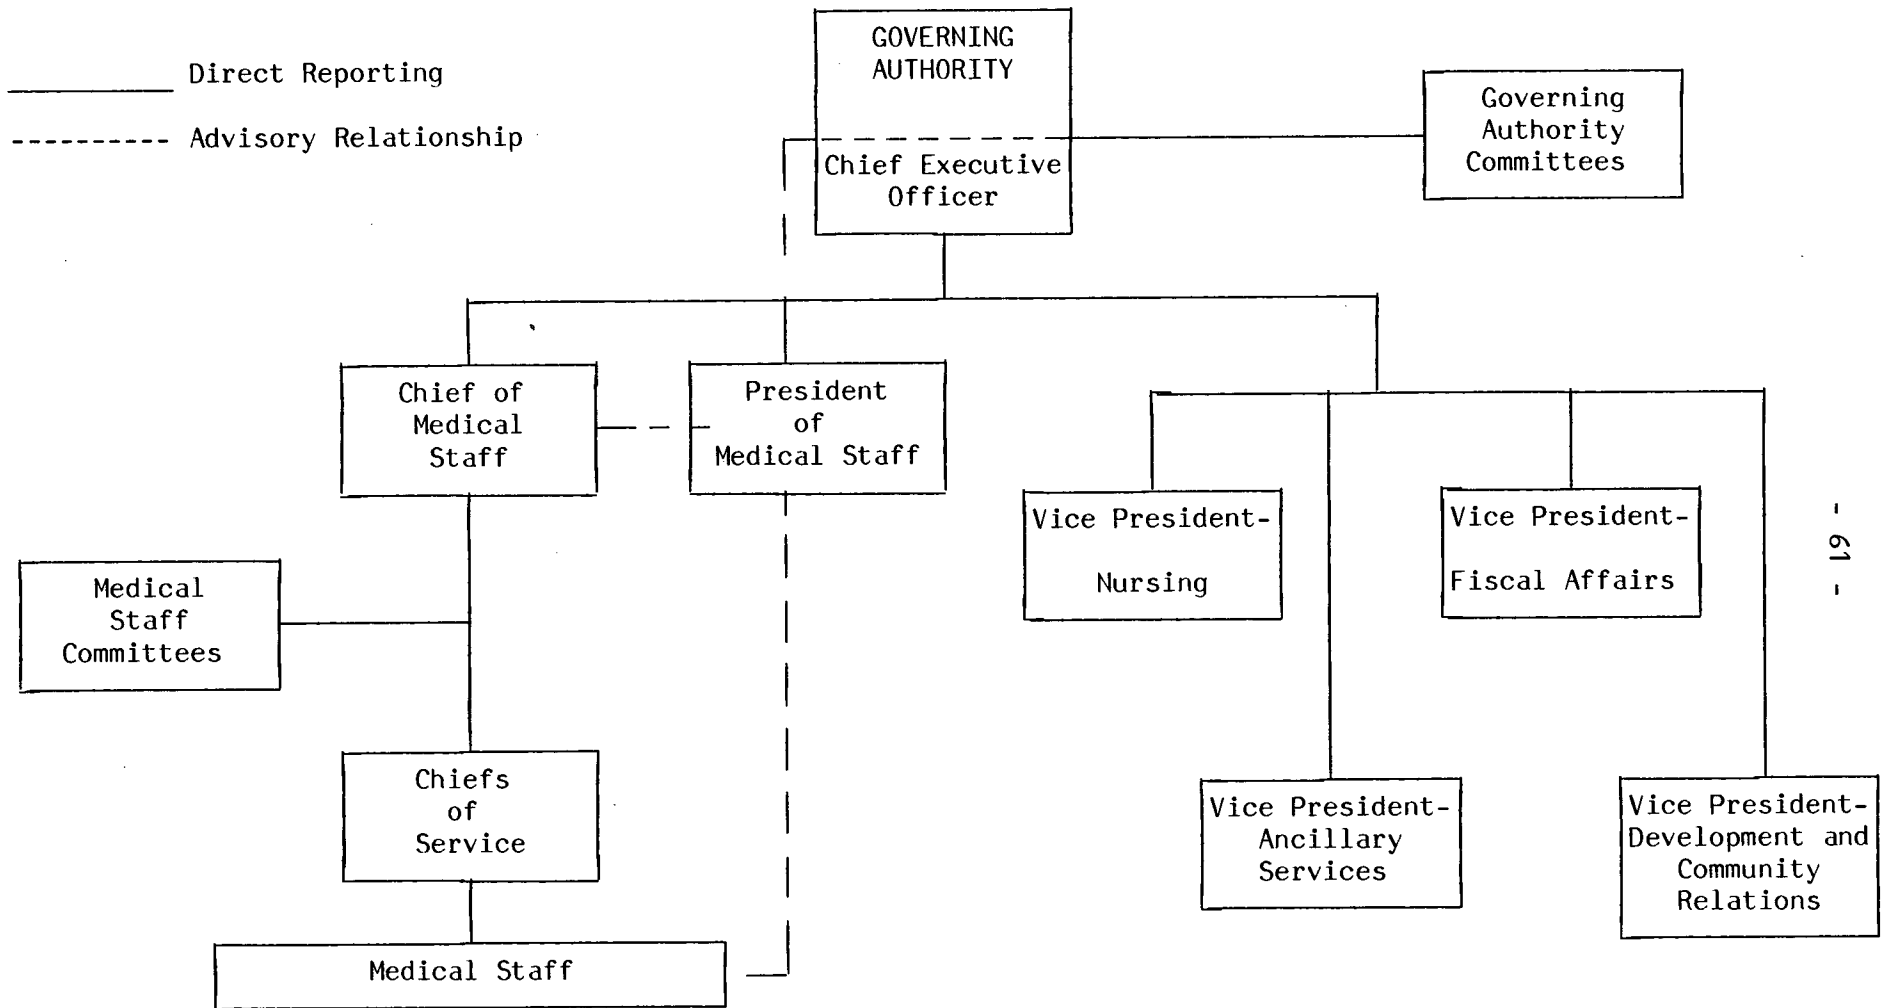 Direct Reporting
Advisory Relationship
GOVERNING
AUTHORITY
Chief Executive
Officer
Governing
Authority
Committees
Chief of
Medical
Staff
President
of
Medical Staff
Vice President-
Nursing
Vice President-
Fiscal Affairs
- 61 -
Medical
Staff
Committees
Chiefs
of
Service
Vice President-
Ancillary
Services
Vice President-
Development and
Community
Relations
Medical Staff